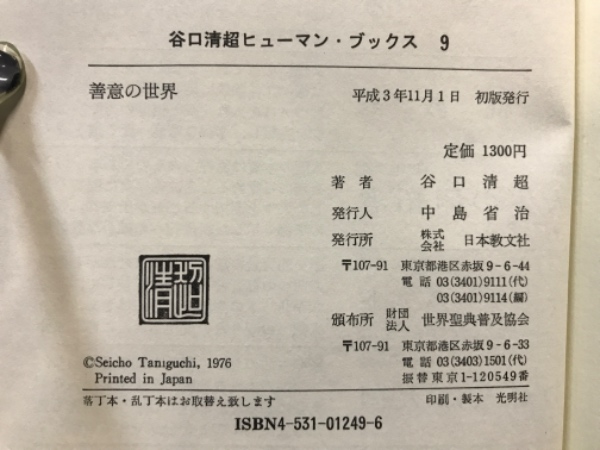 谷口清超ヒューマン・ブックス 9
善意の世界 平成3年11月1日 初版発行
定価 1300円
著者 谷口清超
発行人 中島省治
発行所 株式会社 日本教文社
〒107-91 東京都港区赤坂9-6-44
電話 03(3401)9111(代)
03(3401)9114(編)
頒布所 財団法人 世界聖典普及協会
〒107-91 東京都港区赤坂9-6-33
電話 03(3403)1501(代)
振替東京1-120549番
清超
©Seicho Taniguchi, 1976
Printed in Japan
落丁本・乱丁本はお取替え致します
印刷・製本 光明社
ISBN4-531-01249-6